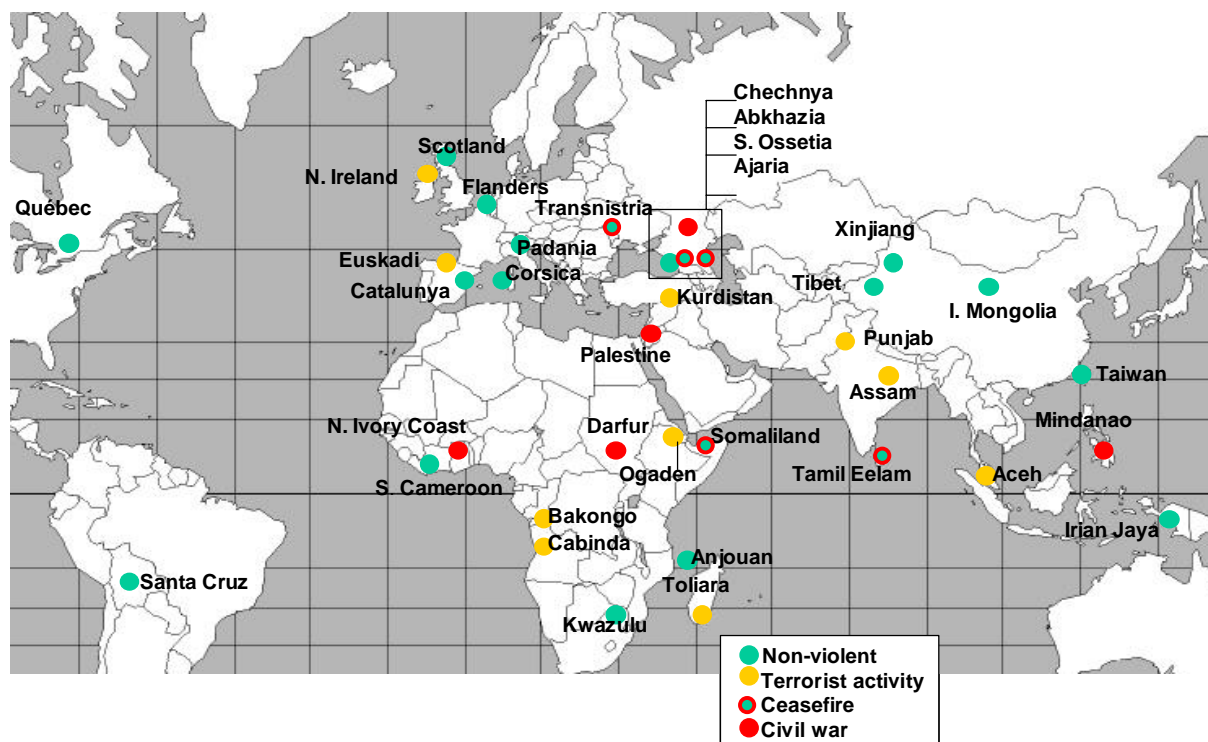 Chechnya
Abkhazia
S. Ossetia
Ajaria
Scotland
N. Ireland
Flanders
Québec
Transnistria
Xinjiang
Padania
Euskadi
Corsica
Catalunya
Kurdistan
Tibet
I. Mongolia
Palestine
Punjab
Taiwan
Assam
Mindanao
N. Ivory Coast
Darfur
Somaliland
Ogaden
Tamil Eelam
Aceh
S. Cameroon
Bakongo
Irian Jaya
Cabinda
Anjouan
Santa Cruz
Toliara
Kwazulu
Non-violent
Terrorist activity
Ceasefire
Civil war